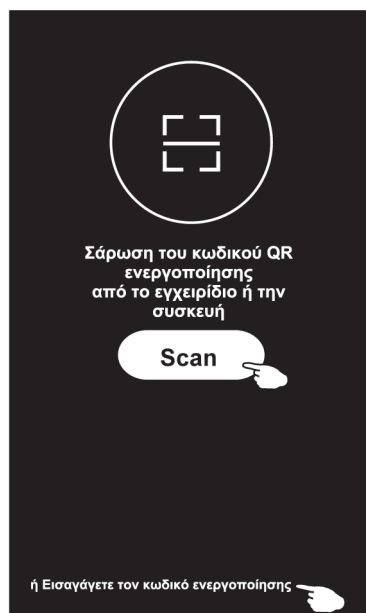 Σάρωση του κωδικού QR
ενεργοποίησης
από το εγχειρίδιο ή την
συσκευή
Scan
ή Εισαγάγετε τον κωδικό ενεργοποίησης